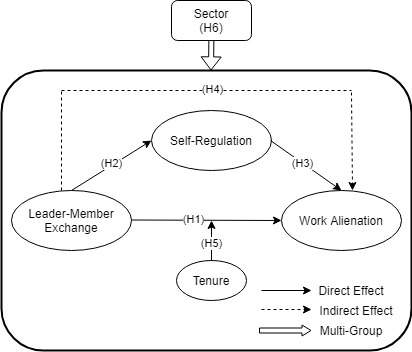 Sector
(H6)
(H4)
Self-Regulation
(H2)
(H3)
Leader-Member
Exchange
(H1)
Work Alienation
(H5)
Tenure
Direct Effect
Indirect Effect
Multi-Group